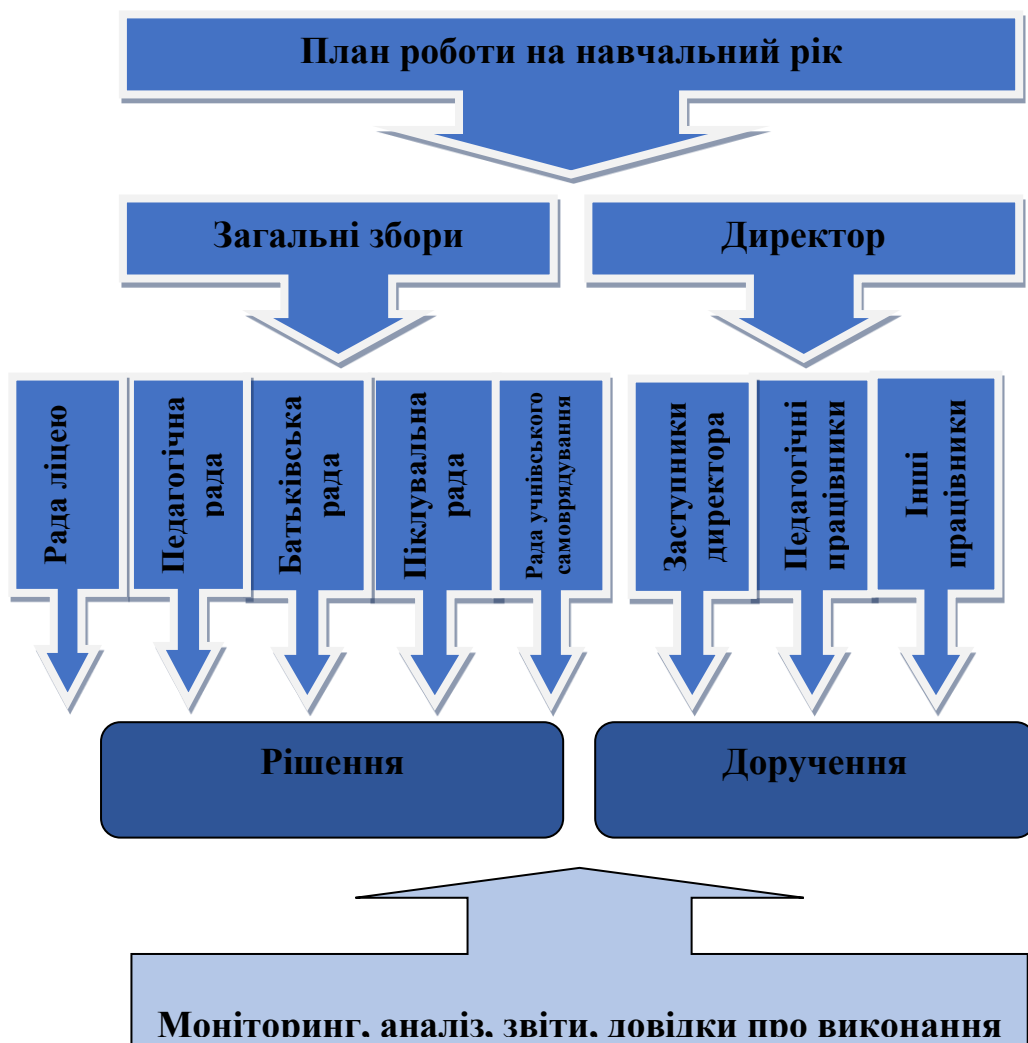 План роботи на навчальний рік
Загальні збори
Директор
Рада ліцею
Педагогічна
рада
Батьківська
рада
Піклувальна
рада
Рада учнівського
самоврядування
Заступники
директора
Педагогічні
працівники
Інші
працівники
Рішення
Доручення
Моніторинг, аналіз, звіти, довідки про виконання